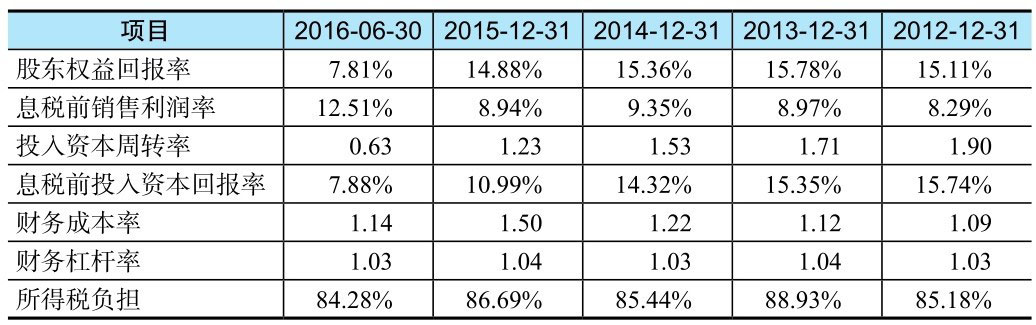 项目 2016-06-30 2015-12-31 2014-12-31 2013-12-31 2012-12-31
股东权益回报率 7.81% 14.88% 15.36% 15.78% 15.11%
息税前销售利润率 12.51% 8.94% 9.35% 8.97% 8.29%
投入资本周转率 0.63 1.23 1.53 1.71 1.90
息税前投入资本回报率 7.88% 10.99% 14.32% 15.35% 15.74%
财务成本率 1.14 1.50 1.22 1.12 1.09
财务杠杆率 1.03 1.04 1.03 1.04 1.03
所得税负担 84.28% 86.69% 85.44% 88.93% 85.18%